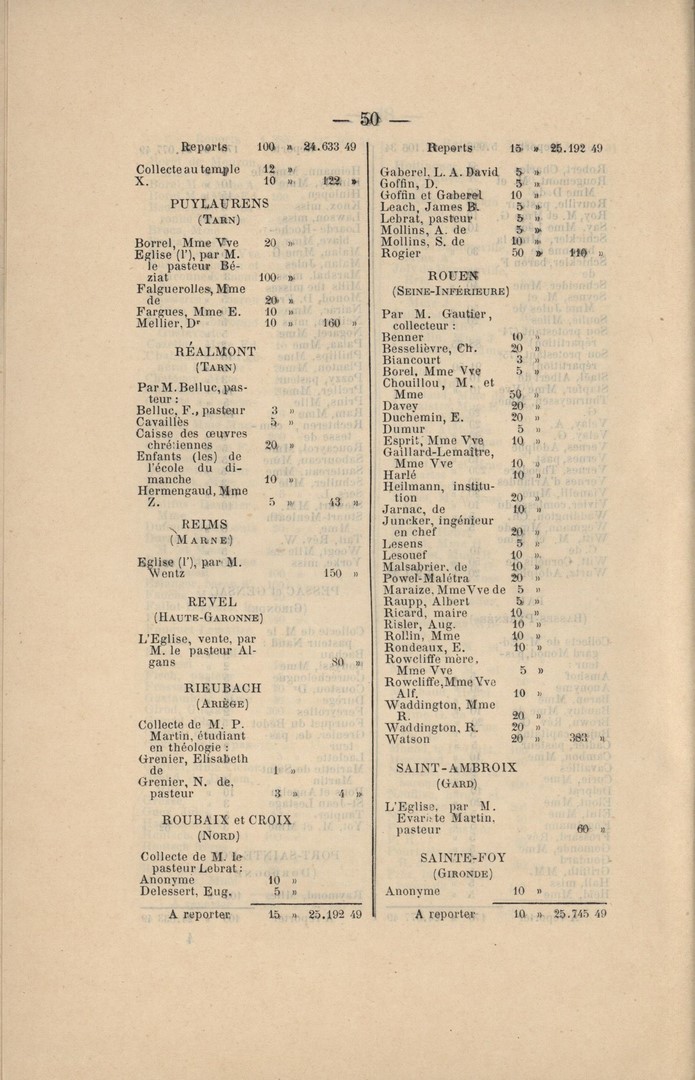 — 50 —
Reports 100 » 24.633 49
Collecte au temple 12 »
X. 10 » 122 »
PUYLAURENS
(TARN)
Borrel, Mme Vve 20 »
Eglise (l'), par M.
le pasteur Bé-
ziat 100 »
Falguerolles, Mme
de 20 »
Fargues, Mme E. 10 »
Mellier, Dr 10 » 160 »
RÉALMONT
(TARN)
Par M. Belluc, pas-
teur :
Belluc, F., pasteur 3 »
Cavaillès 5 »
Caisse des œuvres
chrétiennes 20 »
Enfants (les) de
l'école du di-
manche 10 »
Hermengaud, Mme
Z. 5 » 43 »
REIMS
(MARNE)
Eglise (l'), par M.
Wentz 150 »
REVEL
(HAUTE-GARONNE)
L'Eglise, vente, par
M. le pasteur Al-
gans 80 »
RIEUBACH
(ARIÈGE)
Collecte de M. P.
Martin, étudiant
en théologie :
Grenier, Elisabeth
de 1 »
Grenier, N. de,
pasteur 3 » 4 »
ROUBAIX et CROIX
(NORD)
Collecte de M. le
pasteur Lebrat :
Anonyme 10 »
Delessert, Eug. 5 »
A reporter 15 » 25.192 49
Reports 15 » 25.192 49
Gaberel, L. A. David 5 »
Goffin, D. 5 »
Goffin et Gaberel 10 »
Leach, James B. 5 »
Lebrat, pasteur 5 »
Mollins, A. de 5 »
Mollins, S. de 10 »
Rogier 50 » 110 »
ROUEN
(SEINE-INFÉRIEURE)
Par M. Gautier,
collecteur :
Benner 10 »
Besselièvre, Ch. 20 »
Biancourt 3 »
Borel, Mme Vve 5 »
Chouillou, M. et
Mme 50 »
Davey 20 »
Duchemin, E. 20 »
Dumur 5 »
Esprit, Mme Vve 10 »
Gaillard-Lemaître,
Mme Vve 10 »
Harlé 10 »
Heilmann, institu-
tion 20 »
Jarnac, de 10 »
Juncker, ingénieur
en chef 20 »
Lesens 5 »
Lesouef 10 »
Malsabrier, de 10 »
Powel-Malétra 20 »
Maraize, Mme Vve de 5 »
Raupp, Albert 5 »
Ricard, maire 10 »
Risler, Aug. 10 »
Rollin, Mme 10 »
Rondeaux, E. 10 »
Rowcliffe mère,
Mme Vve 5 »
Rowcliffe, Mme Vve
Alf. 10 »
Waddington, Mme
R. 20 »
Waddington, R. 20 »
Watson 20 » 383 »
SAINT-AMBROIX
(GARD)
L'Eglise, par M.
Martin,
pasteur 60 »
SAINTE-FOY
(GIRONDE)
Anonyme 10 »
A reporter 10 » 25.745 49